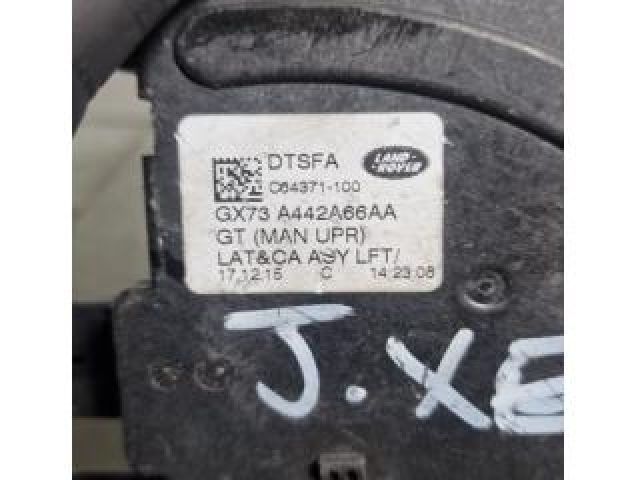 DTSFA
LAND-
ROVER
C64371-100
GX73 A442A66AA
GT (MAN UPR)
LAT&CA ASY LFT/
17.12.15 C 14:23:08
J.XE